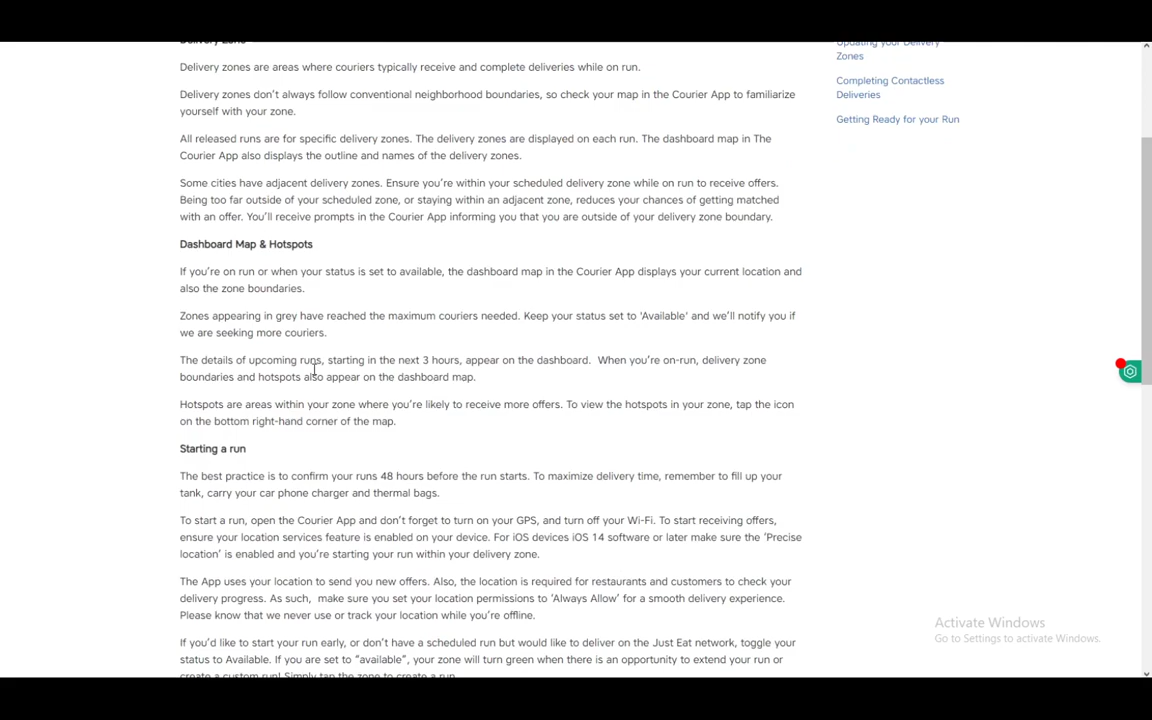 Delivery Zone
Updating your Delivery
Zones
Completing Contactless
Deliveries
Getting Ready for your Run
Delivery zones are areas where couriers typically receive and complete deliveries while on run.
Delivery zones don't always follow conventional neighborhood boundaries, so check your map in the Courier App to familiarize
yourself with your zone.
All released runs are for specific delivery zones. The delivery zones are displayed on each run. The dashboard map in The
Courier App also displays the outline and names of the delivery zones.
Some cities have adjacent delivery zones. Ensure you're within your scheduled delivery zone while on run to receive offers.
Being too far outside of your scheduled zone, or staying within an adjacent zone, reduces your chances of getting matched
with an offer. You'll receive prompts in the Courier App informing you that you are outside of your delivery zone boundary.
Dashboard Map & Hotspots
If you're on run or when your status is set to available, the dashboard map in the Courier App displays your current location and
also the zone boundaries.
Zones appearing in grey have reached the maximum couriers needed. Keep your status set to 'Available' and we'll notify you if
we are seeking more couriers.
The details of upcoming runs, starting in the next 3 hours, appear on the dashboard. When you're on-run, delivery zone
boundaries and hotspots also appear on the dashboard map.
Hotspots are areas within your zone where you're likely to receive more offers. To view the hotspots in your zone, tap the icon
on the bottom right-hand corner of the map.
Starting a run
The best practice is to confirm your runs 48 hours before the run starts. To maximize delivery time, remember to fill up your
tank, carry your car phone charger and thermal bags.
To start a run, open the Courier App and don't forget to turn on your GPS, and turn off your Wi-Fi. To start receiving offers,
ensure your location services feature is enabled on your device. For iOS devices iOS 14 software or later make sure the 'Precise
location' is enabled and you're starting your run within your delivery zone.
The App uses your location to send you new offers. Also, the location is required for restaurants and customers to check your
delivery progress. As such, make sure you set your location permissions to 'Always Allow' for a smooth delivery experience.
Please know that we never use or track your location while you're offline.
If you'd like to start your run early, or don't have a scheduled run but would like to deliver on the Just Eat network, toggle your
status to Available. If you are set to "available", your zone will turn green when there is an opportunity to extend your run or
create a custom run! Simply tap the zone to create a run.
Activate Windows
Go to Settings to activate Windows.